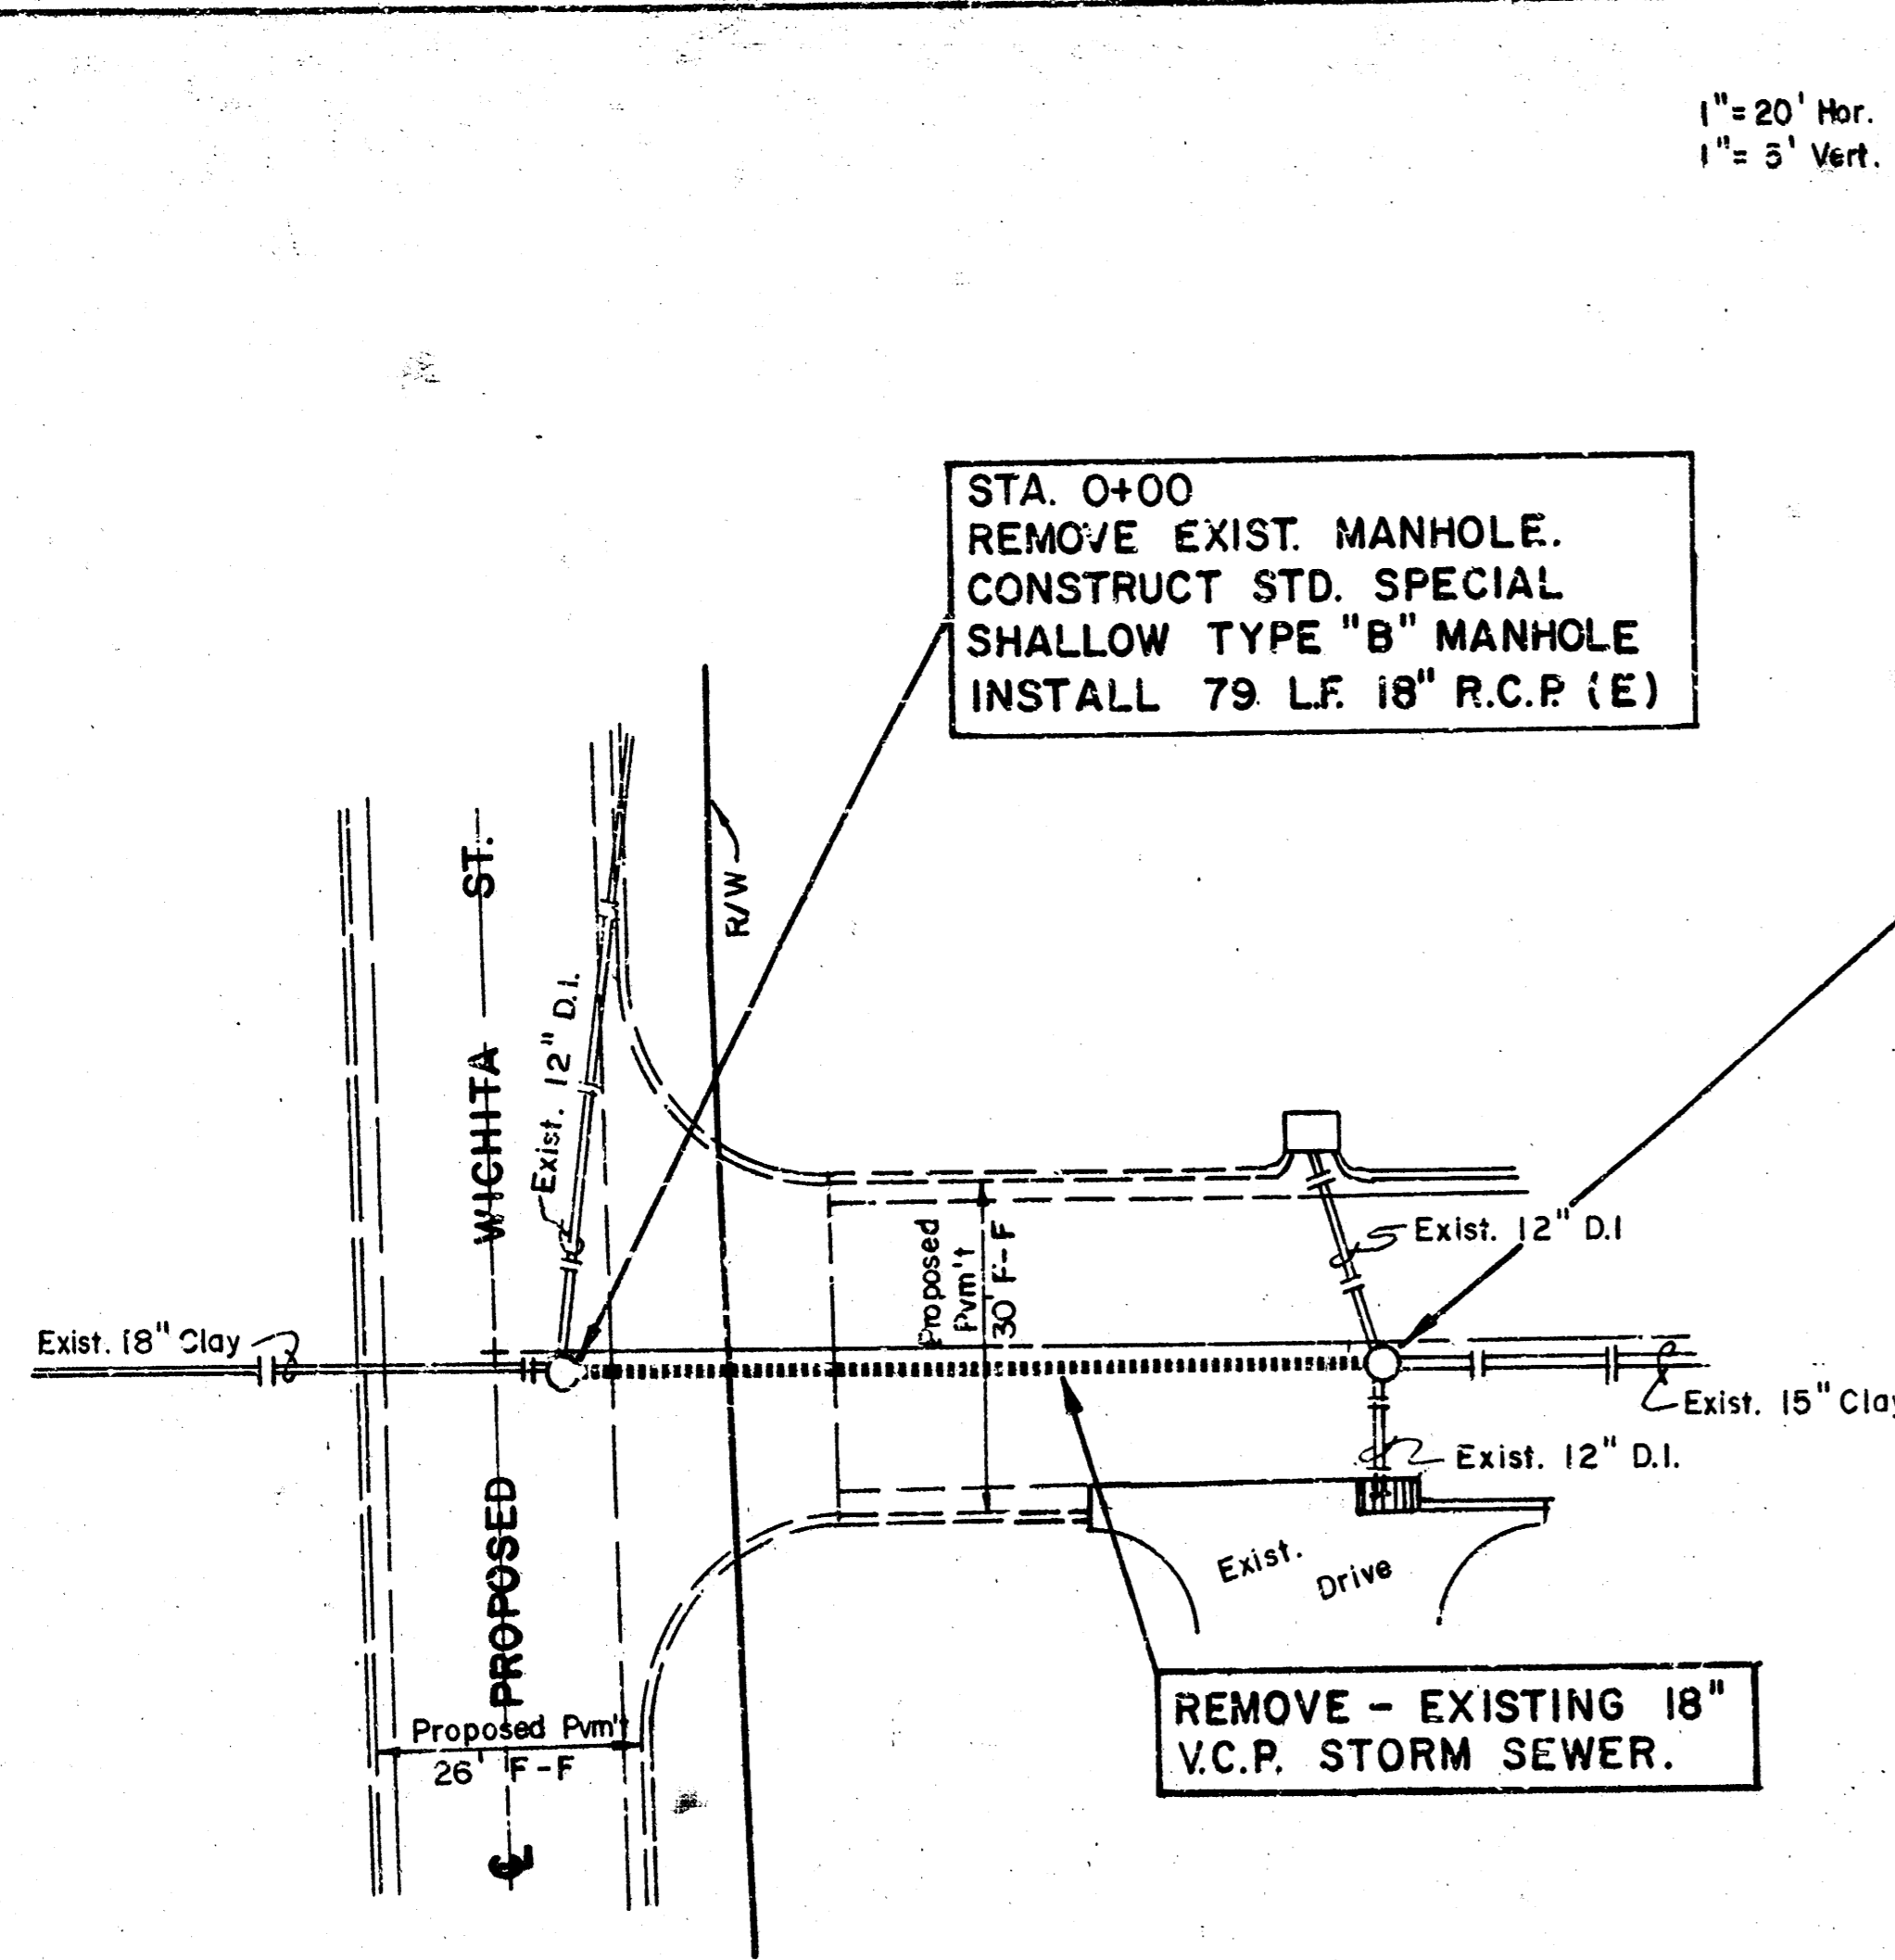 1"=20' Hor.
1"= 5' Vert.
STA. 0+00
REMOVE EXIST. MANHOLE.
CONSTRUCT STD. SPECIAL
SHALLOW TYPE "B" MANHOLE
INSTALL 79 L.F. 18" R.C.P. (E)
ST.
R/W
WICHITA
Exist. 12" D.I.
Proposed
Pvm't
30' F-F
Exist. 12" D.I
Exist. 18" Clay
Exist. 15" Clay
Exist. 12" D.I.
PROPOSED
Exist.
Drive
Proposed Pvm't
26' F-F
℄
REMOVE - EXISTING 18"
V.C.P. STORM SEWER.